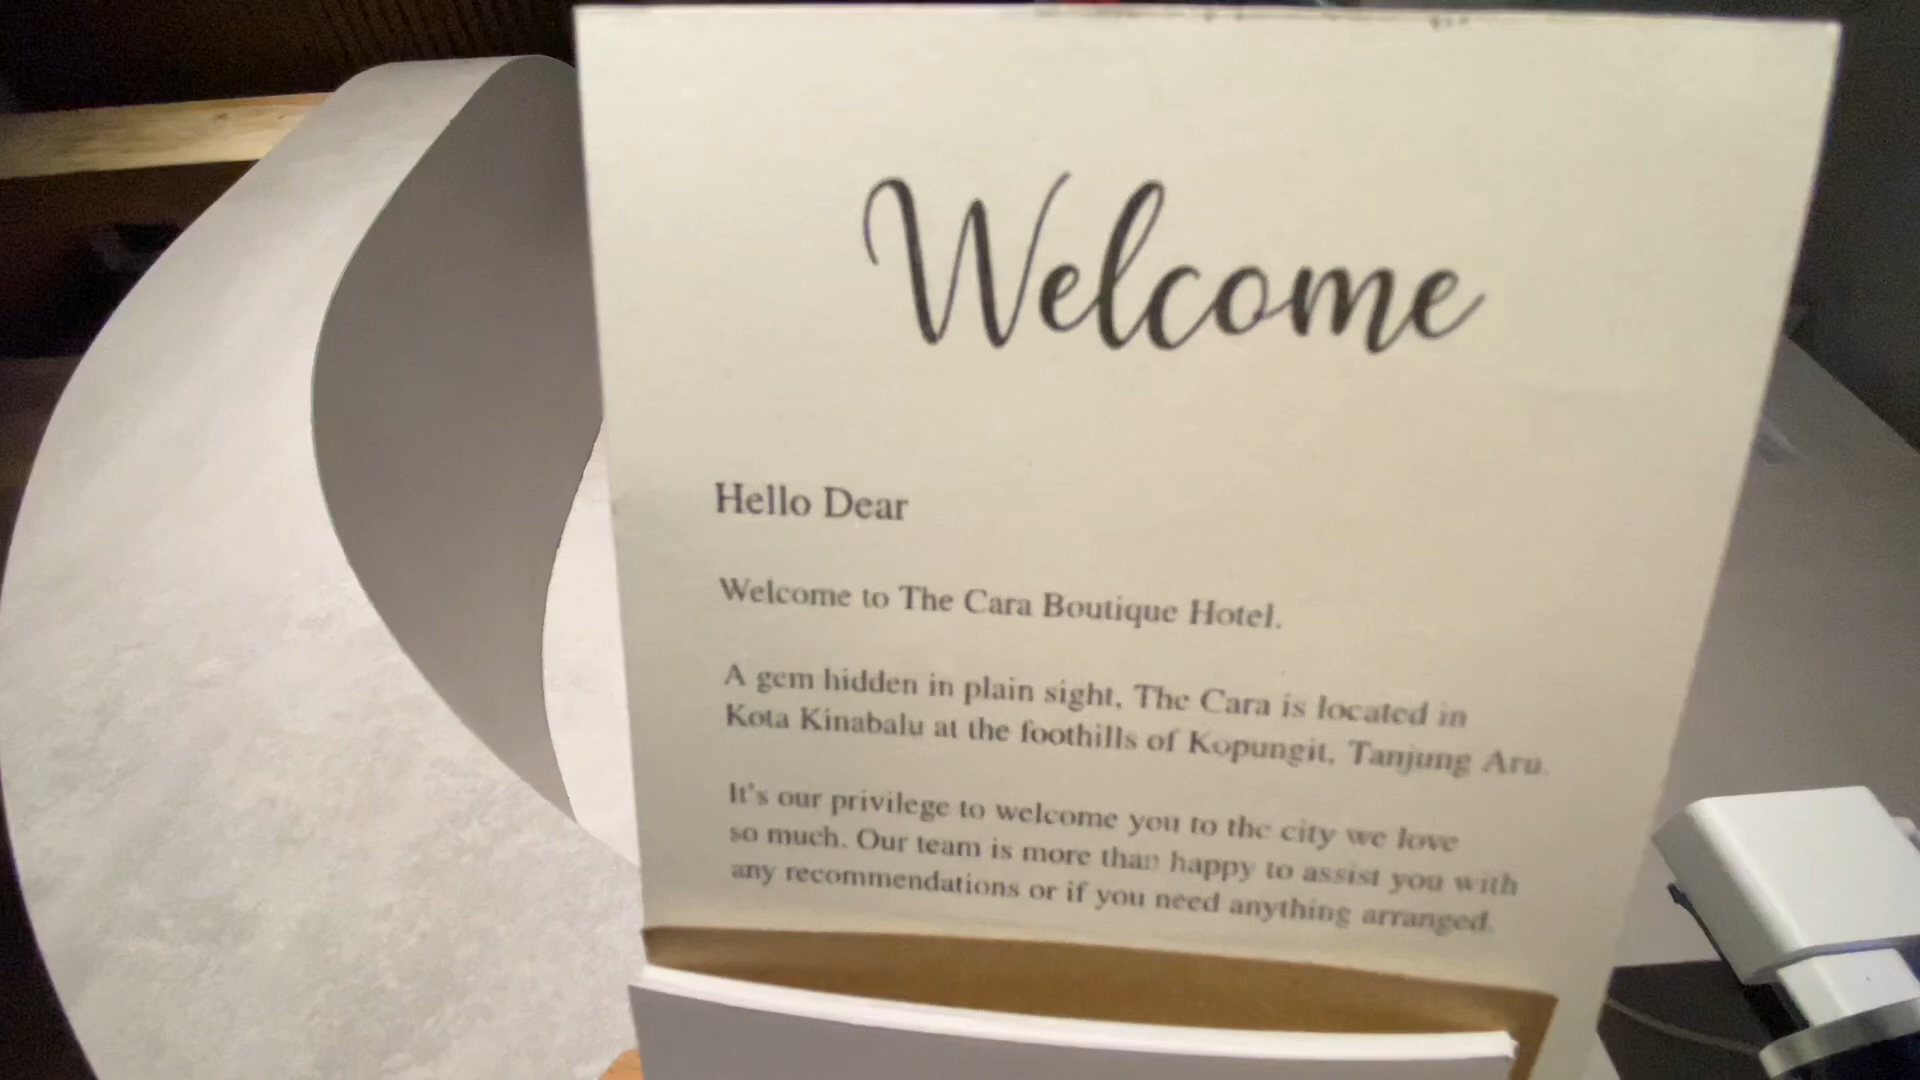 Welcome
Hello Dear
Welcome to The Cara Boutique Hotel.
A gem hidden in plain sight, The Cara is located in
Kota Kinabalu at the foothills of Kopungit, Tanjung Aru.
It's our privilege to welcome you to the city we love
so much. Our team is more than happy to assist you with
any recommendations or if you need anything arranged.